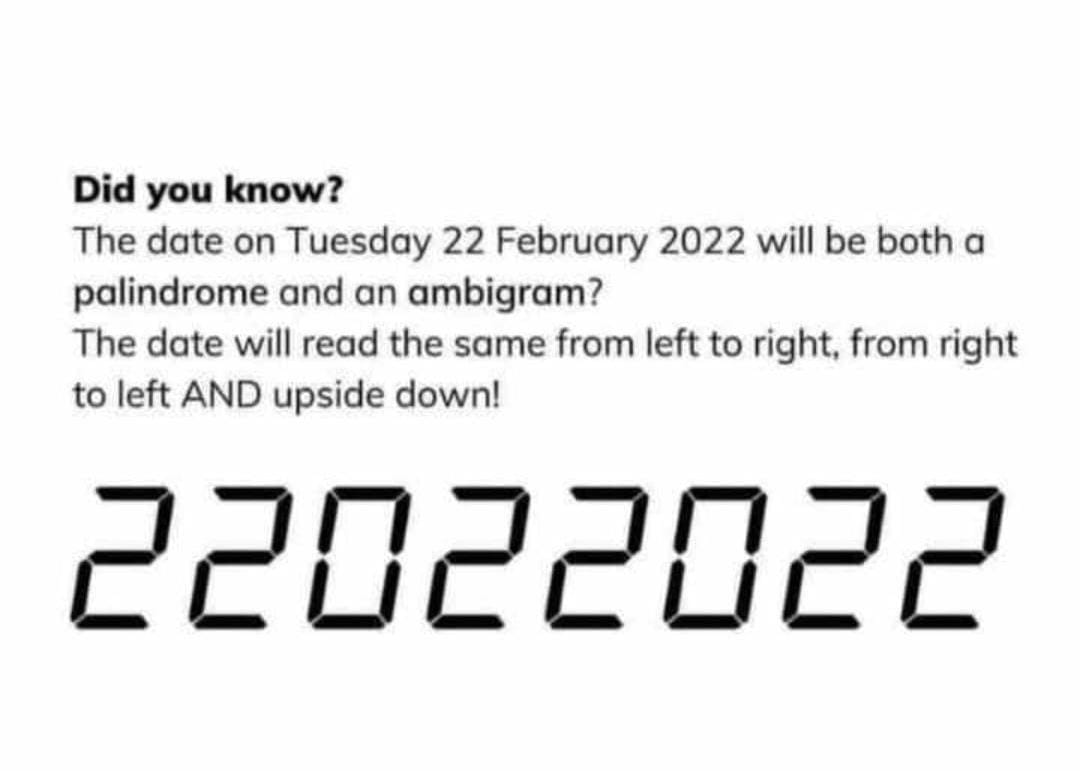 Did you know?
The date on Tuesday 22 February 2022 will be both a
palindrome and an ambigram?
The date will read the same from left to right, from right
to left AND upside down!
22022022